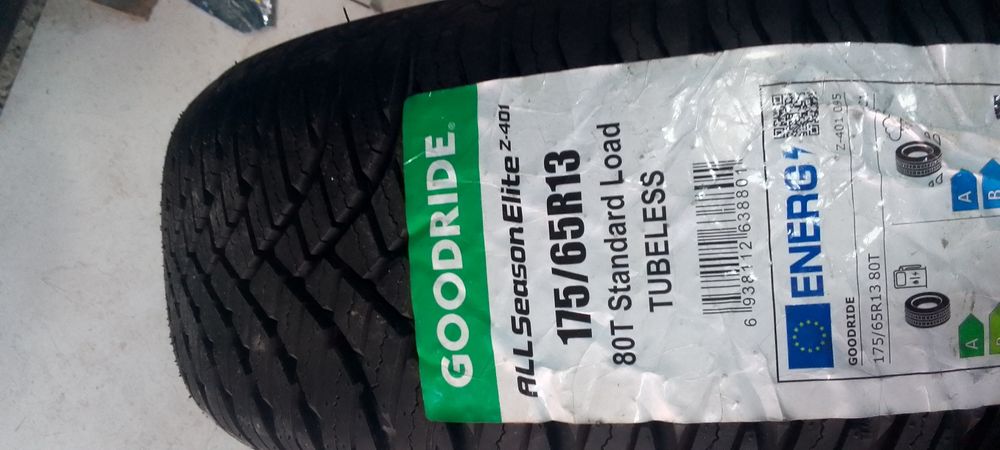 GOODRIDE®
ALL Season Elite Z-401
175/65R13
80T Standard Load
TUBELESS
6 938112 638801
ENERG
GOODRIDE
175/65R13 80T
A
A
B